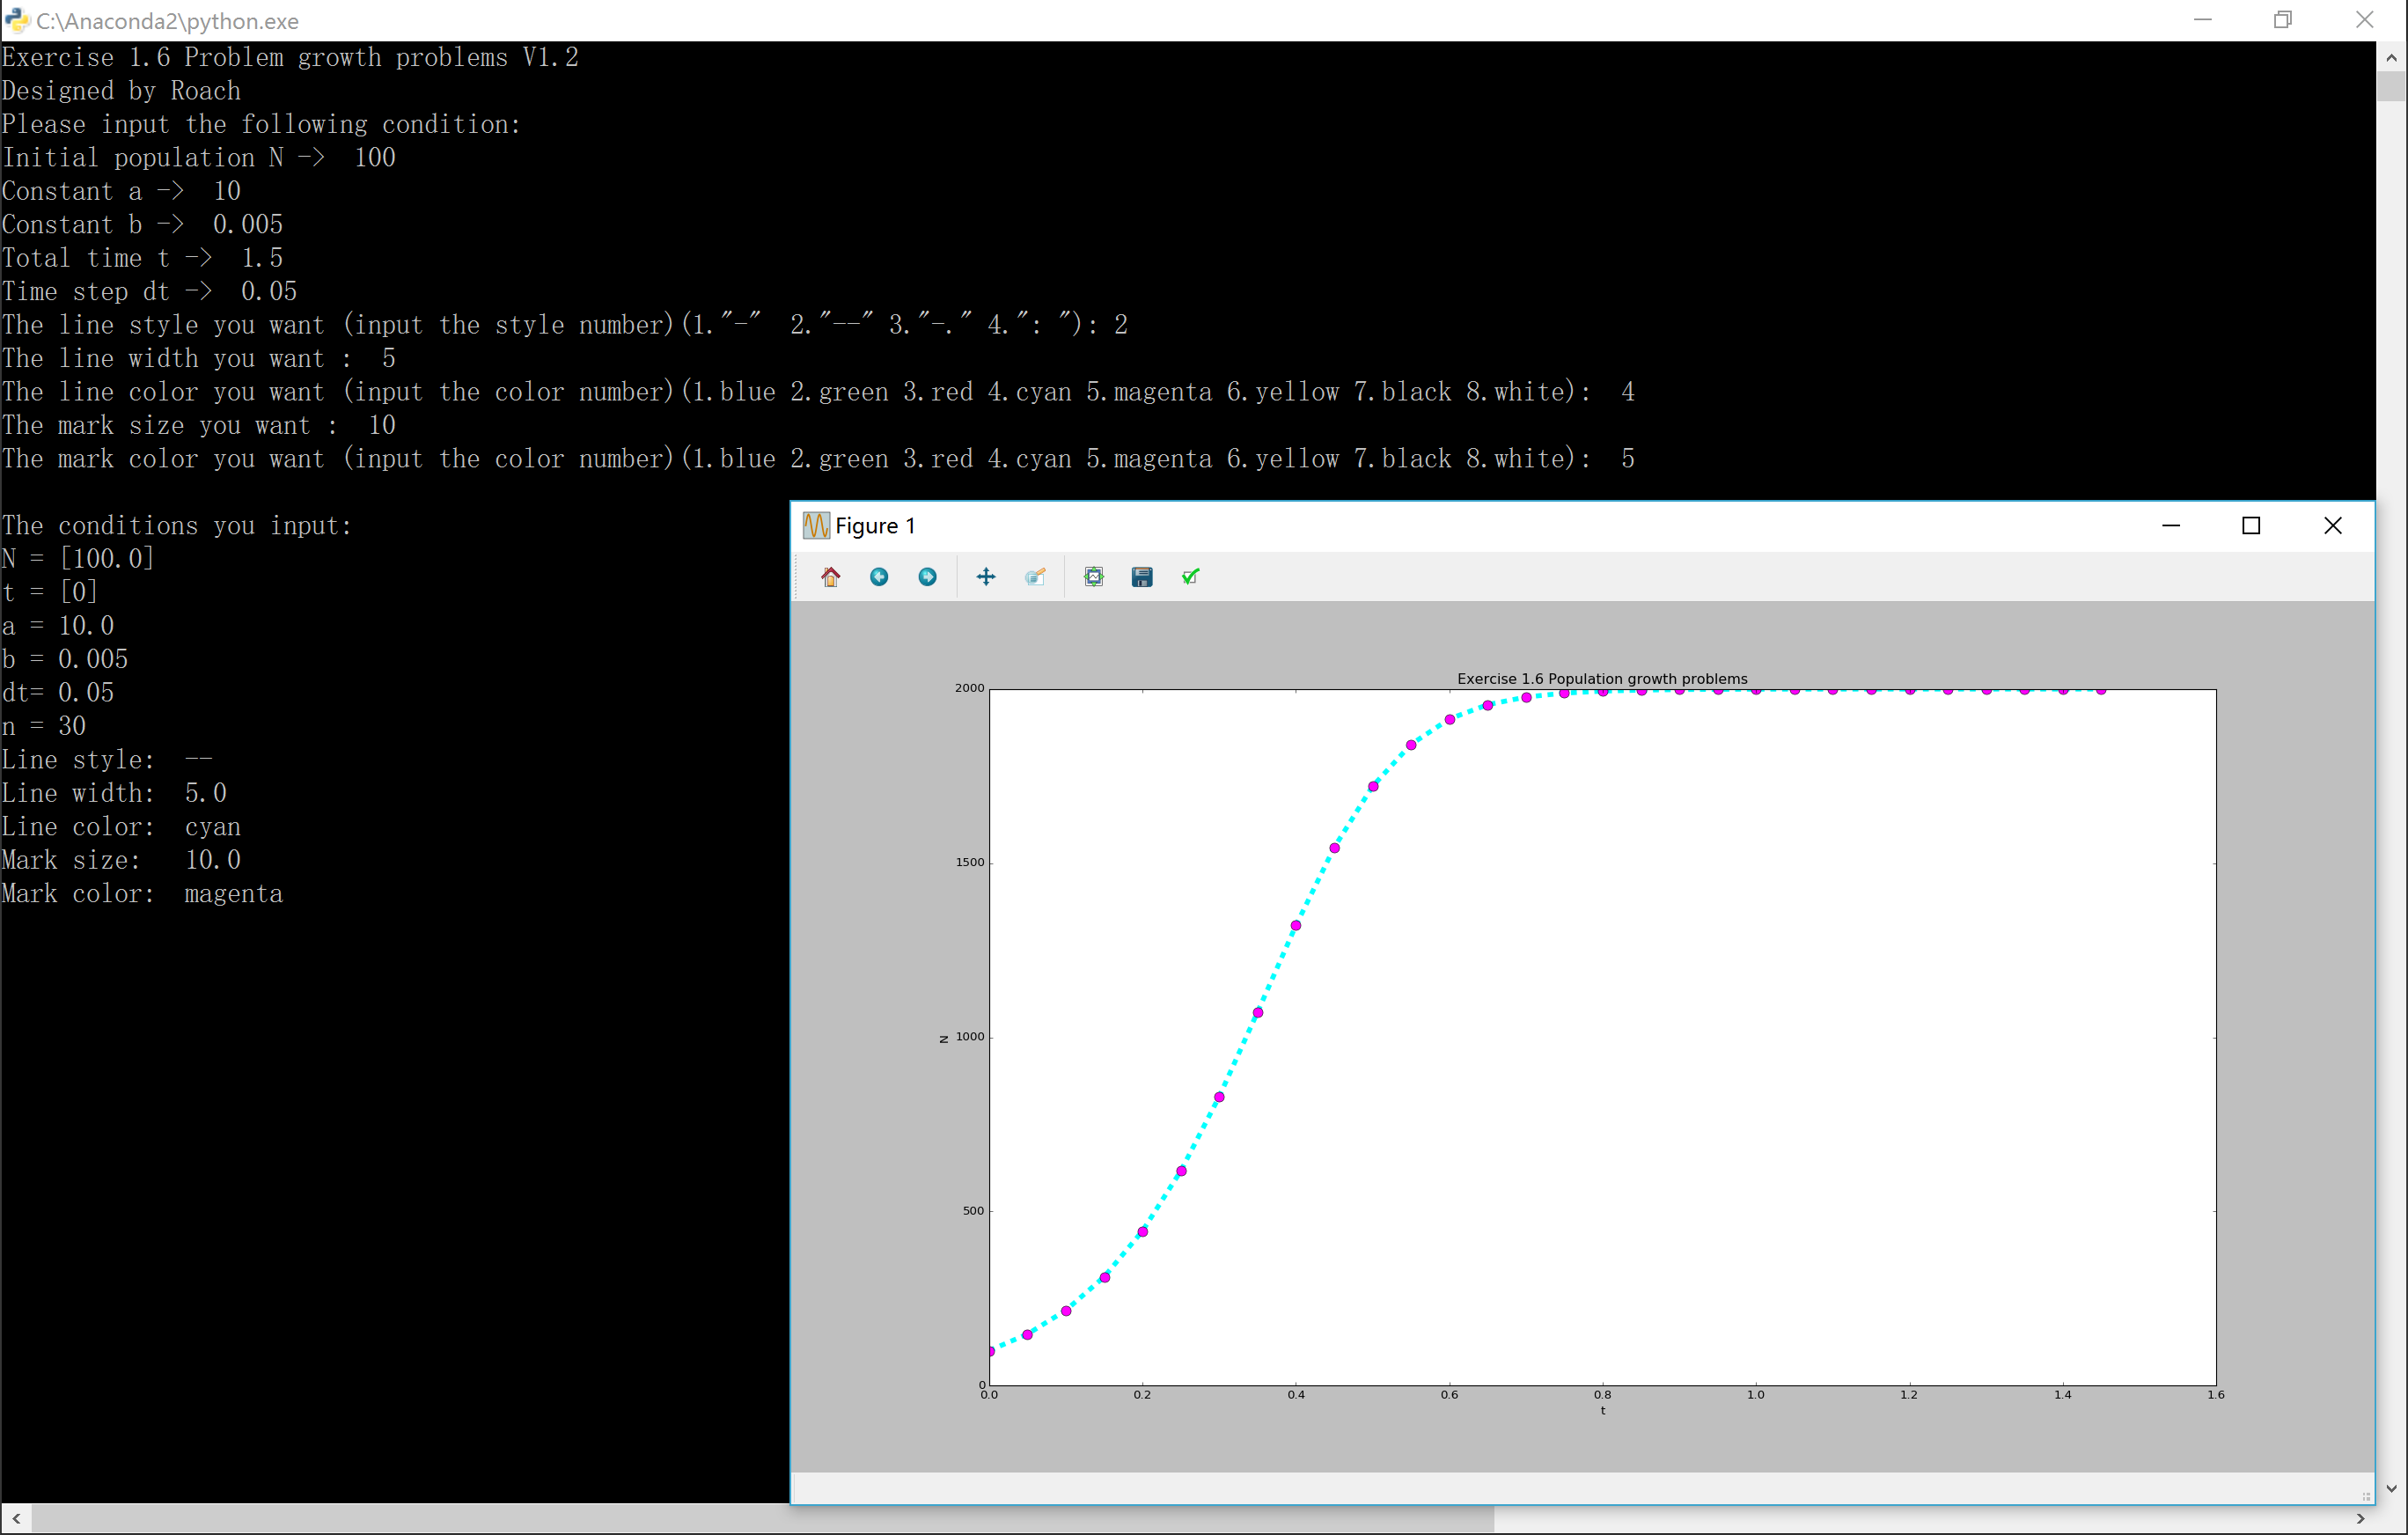 C:\Anaconda2\python.exe
Exercise 1.6 Problem growth problems V1.2
Designed by Roach
Please input the following condition:
Initial population N ->  100
Constant a ->  10
Constant b ->  0.005
Total time t ->  1.5
Time step dt ->  0.05
The line style you want (input the style number)(1."-"  2."--" 3."-." 4.": "): 2
The line width you want :  5
The line color you want (input the color number)(1.blue 2.green 3.red 4.cyan 5.magenta 6.yellow 7.black 8.white):  4
The mark size you want :  10
The mark color you want (input the color number)(1.blue 2.green 3.red 4.cyan 5.magenta 6.yellow 7.black 8.white):  5
The conditions you input:
N = [100.0]
t = [0]
a = 10.0
b = 0.005
dt= 0.05
n = 30
Line style:  --
Line width:  5.0
Line color:  cyan
Mark size:   10.0
Mark color:  magenta
Figure 1
Exercise 1.6 Population growth problems
2000
1500
1000
500
0
N
0.0 0.2 0.4 0.6 0.8 1.0 1.2 1.4 1.6
t